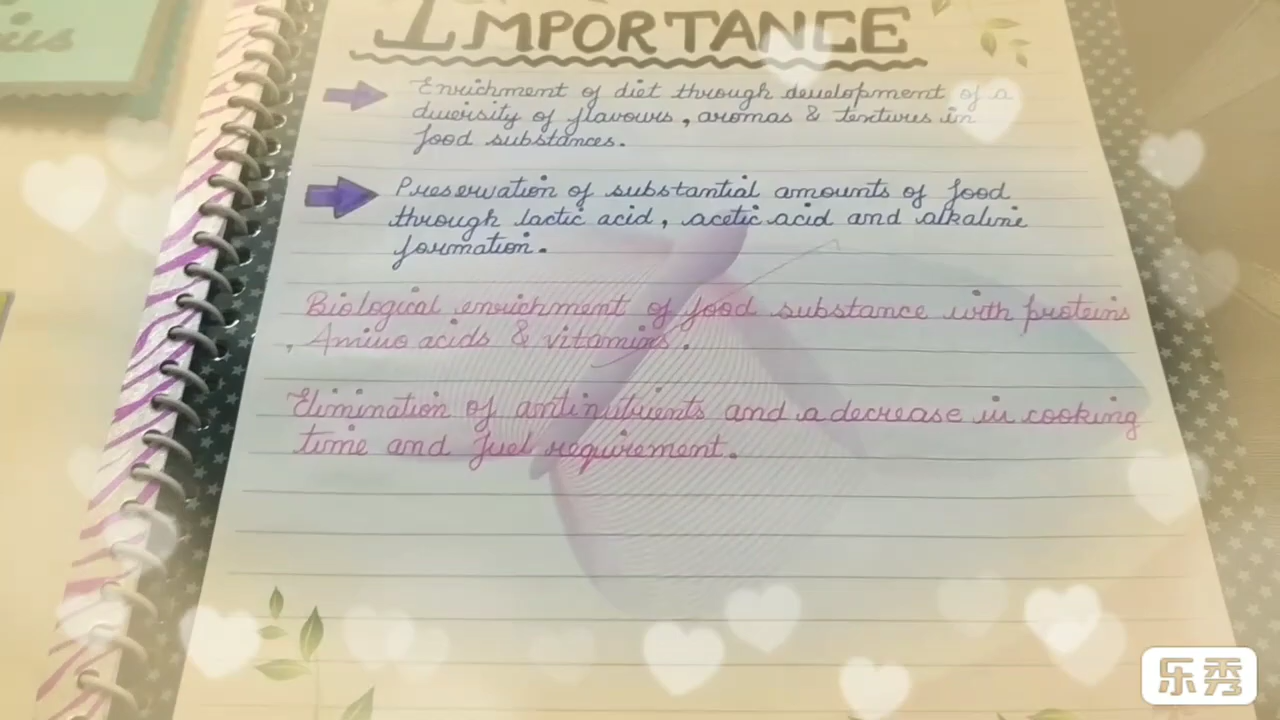 IMPORTANCE
Enrichment of diet through development of a
diversity of flavours, aromas & textures in
food substances.
Preservation of substantial amounts of food
through lactic acid, acetic acid and alkaline
formation.
Biological enrichment of food substance with proteins
, Amino acids & vitamins.
Elimination of antinutrients and a decrease in cooking
time and fuel requirement.
乐秀